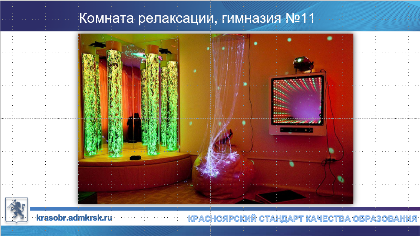 Комната релаксации, гимназия №11
krasobr.admkrsk.ru
КРАСНОЯРСКИЙ СТАНДАРТ КАЧЕСТВА ОБРАЗОВАНИЯ